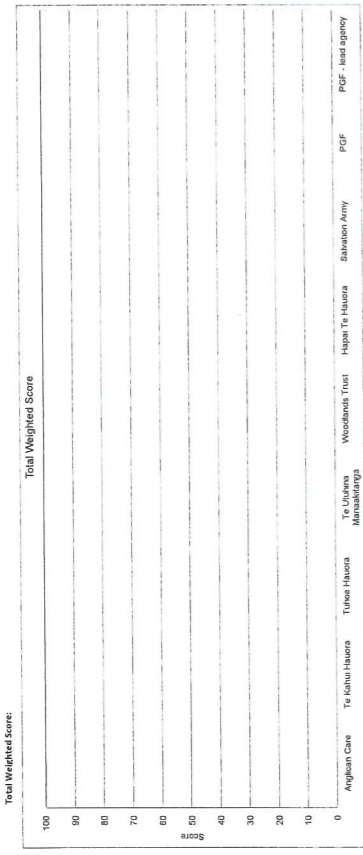 Total Weighted Score:
Total Weighted Score
100
90
80
70
60
50
40
30
20
10
0
Score
Anglican Care
Te Kahui Hauora
Tuhoe Hauora
Te Utuhina
Manaakitanga
Woodlands Trust
Hapai Te Hauora
Salvation Army
PGF
PGF - lead agency